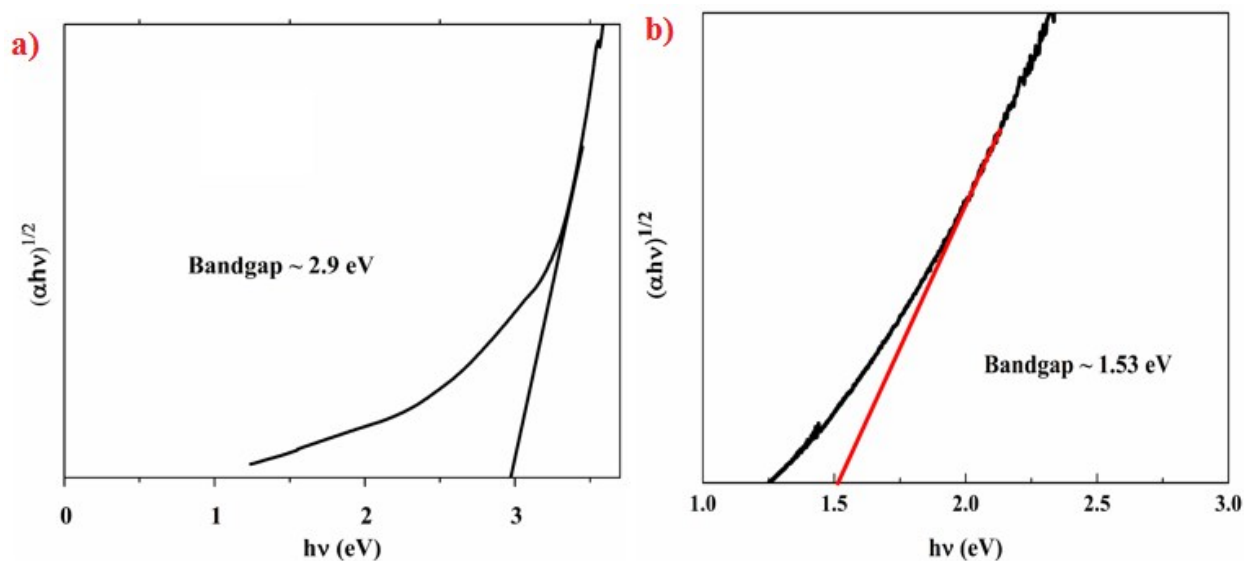 a)
(αhν)1/2
Bandgap ~ 2.9 eV
0 1 2 3
hν (eV)
b)
(αhν)1/2
Bandgap ~ 1.53 eV
1.0 1.5 2.0 2.5 3.0
hν (eV)